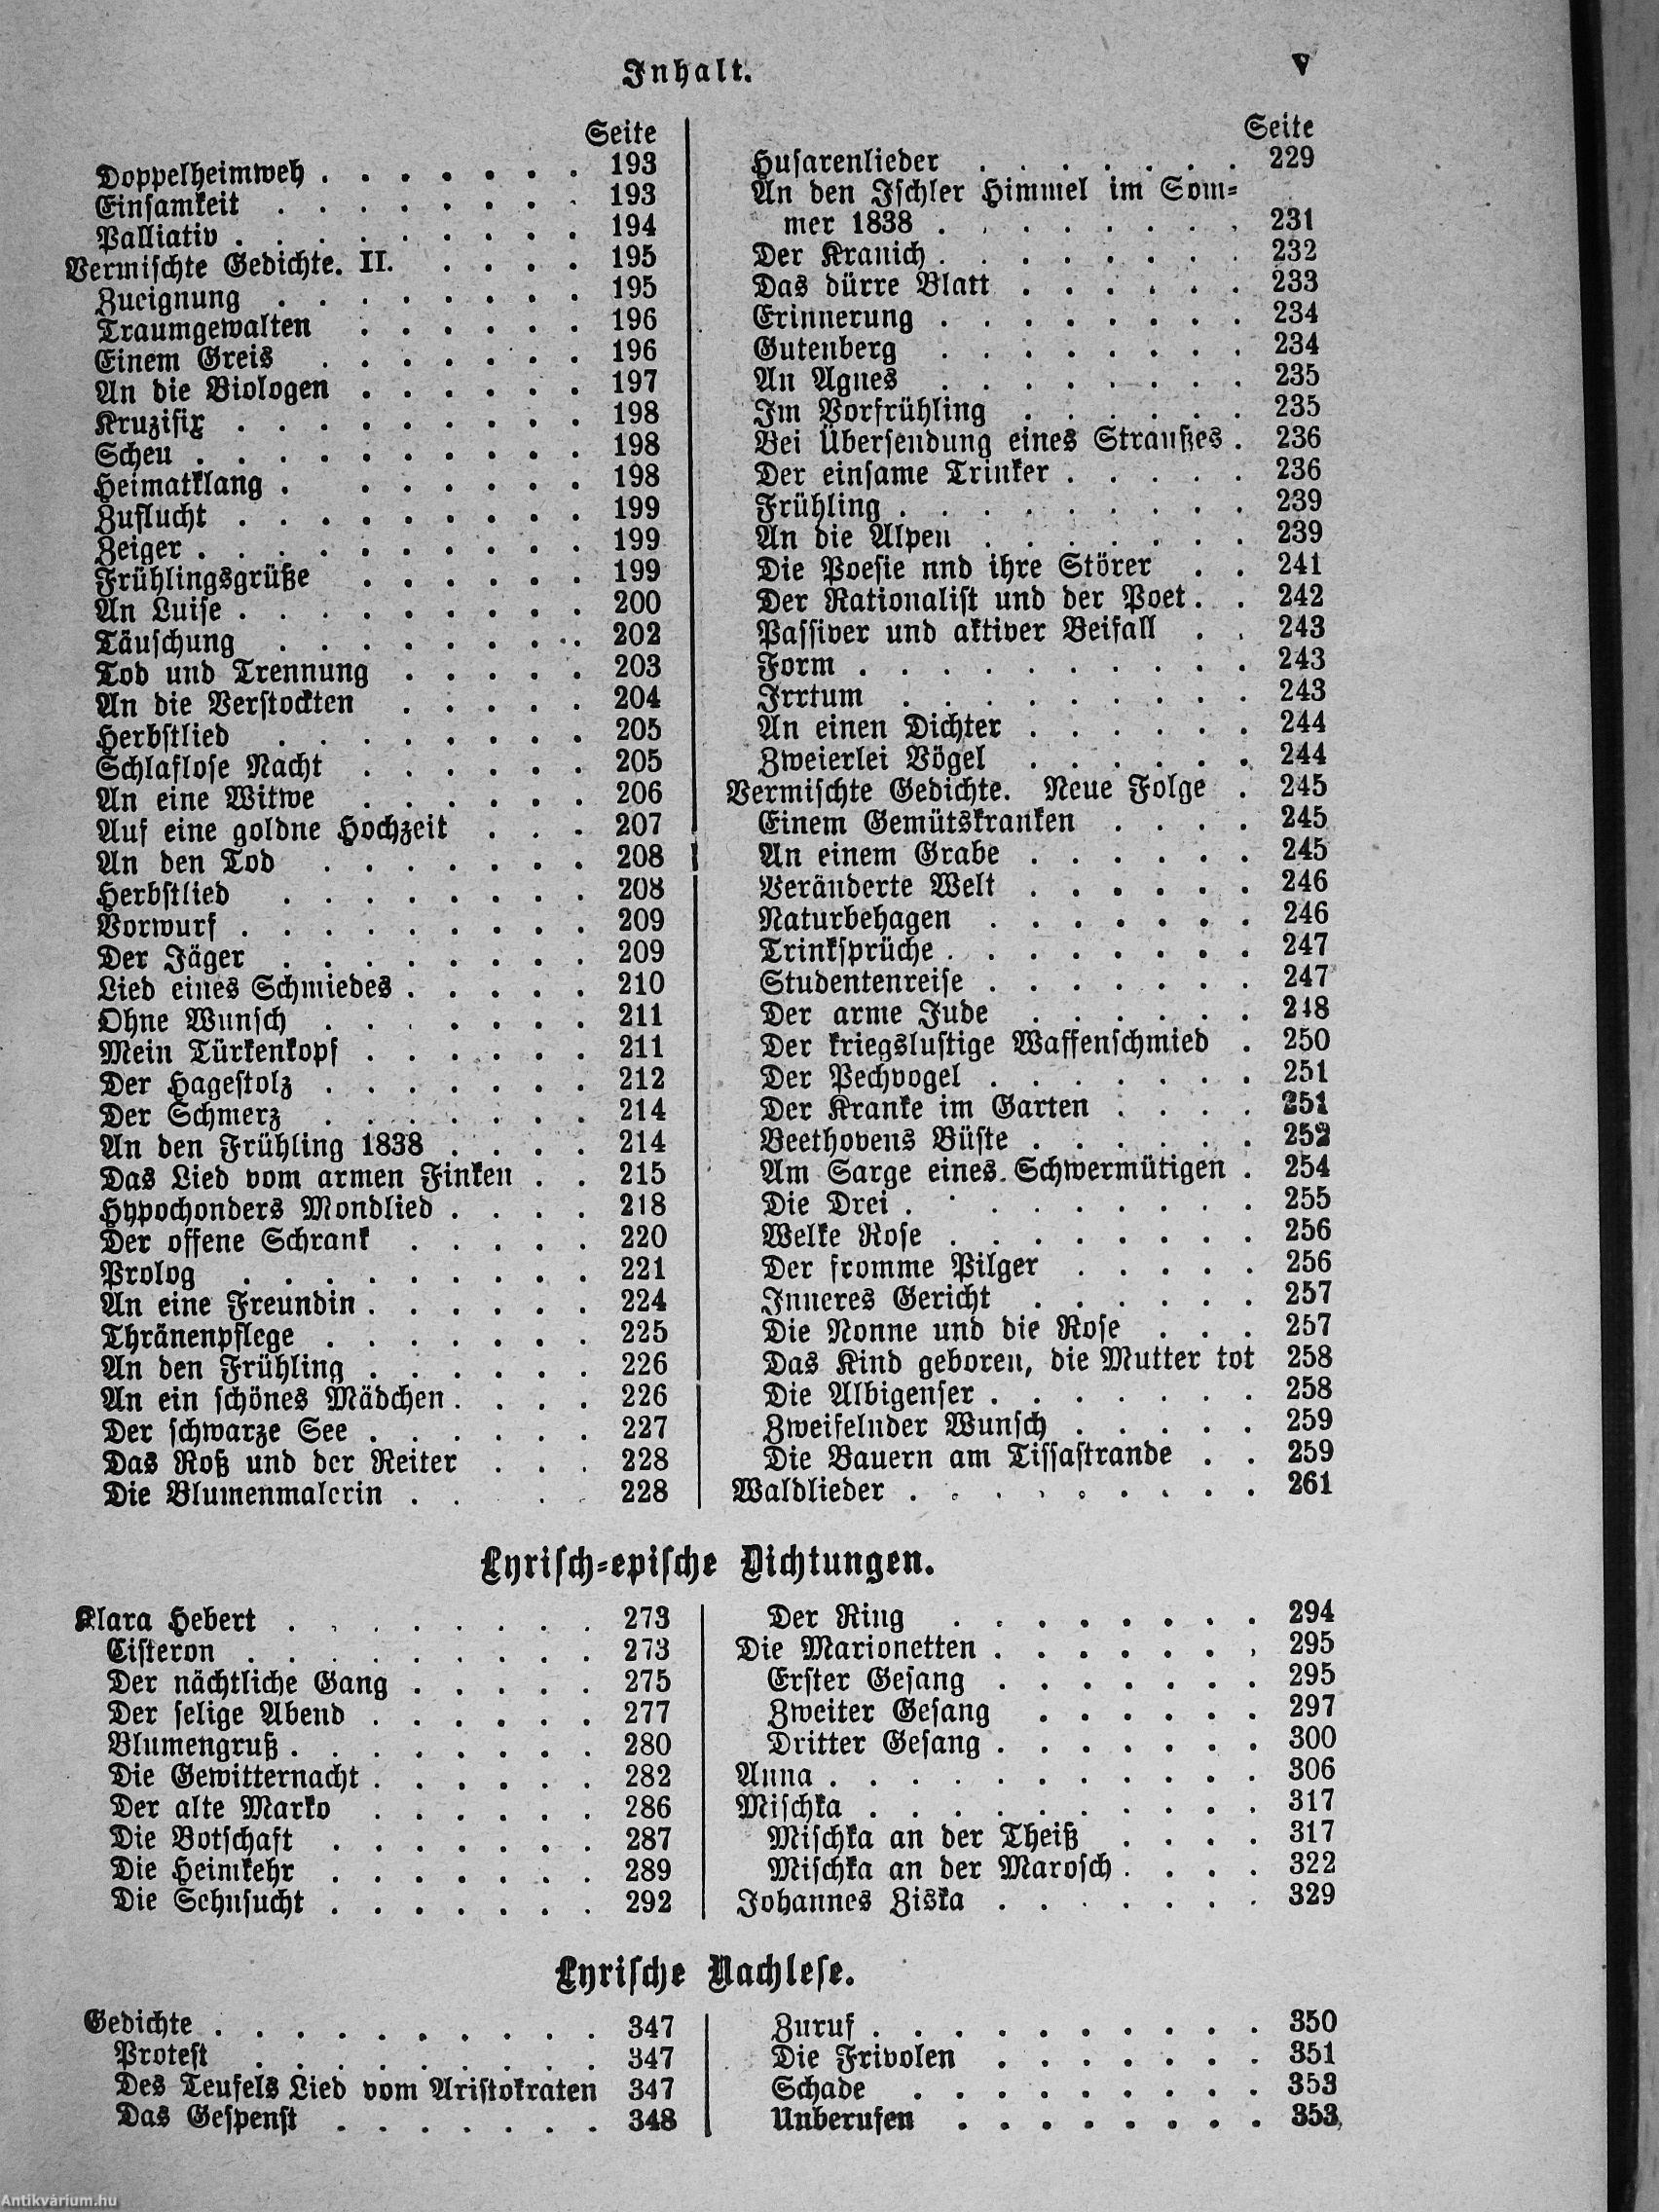 Inhalt.
V
Seite
Doppelheimweh . . . . . . . 193
Einsamkeit . . . . . . . . 193
Palliativ . . . . . . . . . 194
Vermischte Gedichte. II. . . . . 195
Zueignung . . . . . . . . 195
Traumgewalten . . . . . . 196
Einem Greis . . . . . . . 196
An die Biologen . . . . . . 197
Kruzifix . . . . . . . . . 198
Scheu . . . . . . . . . . 198
Heimatklang . . . . . . . 198
Zuflucht . . . . . . . . . 199
Zeiger . . . . . . . . . . 199
Frühlingsgrüße . . . . . . 199
An Luise . . . . . . . . . 200
Täuschung . . . . . . . . 202
Tod und Trennung . . . . . 203
An die Verstockten . . . . . 204
Herbstlied . . . . . . . . 205
Schlaflose Nacht . . . . . . 205
An eine Witwe . . . . . . 206
Auf eine goldne Hochzeit . . . 207
An den Tod . . . . . . . 208
Herbstlied . . . . . . . . 208
Vorwurf . . . . . . . . . 209
Der Jäger . . . . . . . . 209
Lied eines Schmiedes . . . . . 210
Ohne Wunsch . . . . . . . 211
Mein Türkenkopf . . . . . . 211
Der Hagestolz . . . . . . . 212
Der Schmerz . . . . . . . 214
An den Frühling 1838 . . . . 214
Das Lied vom armen Finken . . 215
Hypochonders Mondlied . . . . 218
Der offene Schrank . . . . . 220
Prolog . . . . . . . . . 221
An eine Freundin . . . . . . 224
Thränenpflege . . . . . . . 225
An den Frühling . . . . . . 226
An ein schönes Mädchen . . . . 226
Der schwarze See . . . . . . 227
Das Roß und der Reiter . . . 228
Die Blumenmalerin . . . . 228
Seite
Husarenlieder . . . . . . . 229
An den Ischler Himmel im Som-
mer 1838 . . . . . . . . 231
Der Kranich . . . . . . . . 232
Das dürre Blatt . . . . . . 233
Erinnerung . . . . . . . . 234
Gutenberg . . . . . . . . 234
An Agnes . . . . . . . . 235
Im Vorfrühling . . . . . . 235
Bei Übersendung eines Straußes . 236
Der einsame Trinker . . . . . 236
Frühling . . . . . . . . . 239
An die Alpen . . . . . . . 239
Die Poesie nnd ihre Störer . . 241
Der Rationalist und der Poet . . 242
Passiver und aktiver Beifall . . 243
Form . . . . . . . . . . 243
Irrtum . . . . . . . . . 243
An einen Dichter . . . . . . 244
Zweierlei Vögel . . . . . . 244
Vermischte Gedichte. Neue Folge . 245
Einem Gemütskranken . . . . 245
An einem Grabe . . . . . . 245
Veränderte Welt . . . . . . 246
Naturbehagen . . . . . . . 246
Trinksprüche . . . . . . . . 247
Studentenreise . . . . . . . 247
Der arme Jude . . . . . . 248
Der kriegslustige Waffenschmied . 250
Der Pechvogel . . . . . . . 251
Der Kranke im Garten . . . . 251
Beethovens Büste . . . . . . 252
Am Sarge eines Schwermütigen . 254
Die Drei . . . . . . . . . 255
Welke Rose . . . . . . . . 256
Der fromme Pilger . . . . . 256
Inneres Gericht . . . . . . 257
Die Nonne und die Rose . . . 257
Das Kind geboren, die Mutter tot 258
Die Albigenser . . . . . . . 258
Zweifelnder Wunsch . . . . . 259
Die Bauern am Tissastrande . . 259
Waldlieder . . . . . . . . . 261
Lyrisch-epische Dichtungen.
Klara Hebert . . . . . . . . 273
Cisteron . . . . . . . . . 273
Der nächtliche Gang . . . . . 275
Der selige Abend . . . . . . 277
Blumengruß . . . . . . . . 280
Die Gewitternacht . . . . . . 282
Der alte Marko . . . . . . 286
Die Botschaft . . . . . . . 287
Die Heimkehr . . . . . . . 289
Die Sehnsucht . . . . . . . 292
Der Ring . . . . . . . . 294
Die Marionetten . . . . . . . 295
Erster Gesang . . . . . . . 295
Zweiter Gesang . . . . . . 297
Dritter Gesang . . . . . . . 300
Anna . . . . . . . . . . . 306
Mischka . . . . . . . . . . 317
Mischka an der Theiß . . . . 317
Mischka an der Marosch . . . . 322
Johannes Ziska . . . . . . . 329
Lyrische Nachlese.
Gedichte . . . . . . . . . . 347
Protest . . . . . . . . . 347
Des Teufels Lied vom Aristokraten 347
Das Gespenst . . . . . . . 348
Zuruf . . . . . . . . . . 350
Die Frivolen . . . . . . . 351
Schade . . . . . . . . . 353
Unberufen . . . . . . . . 353
Antikvárium.hu